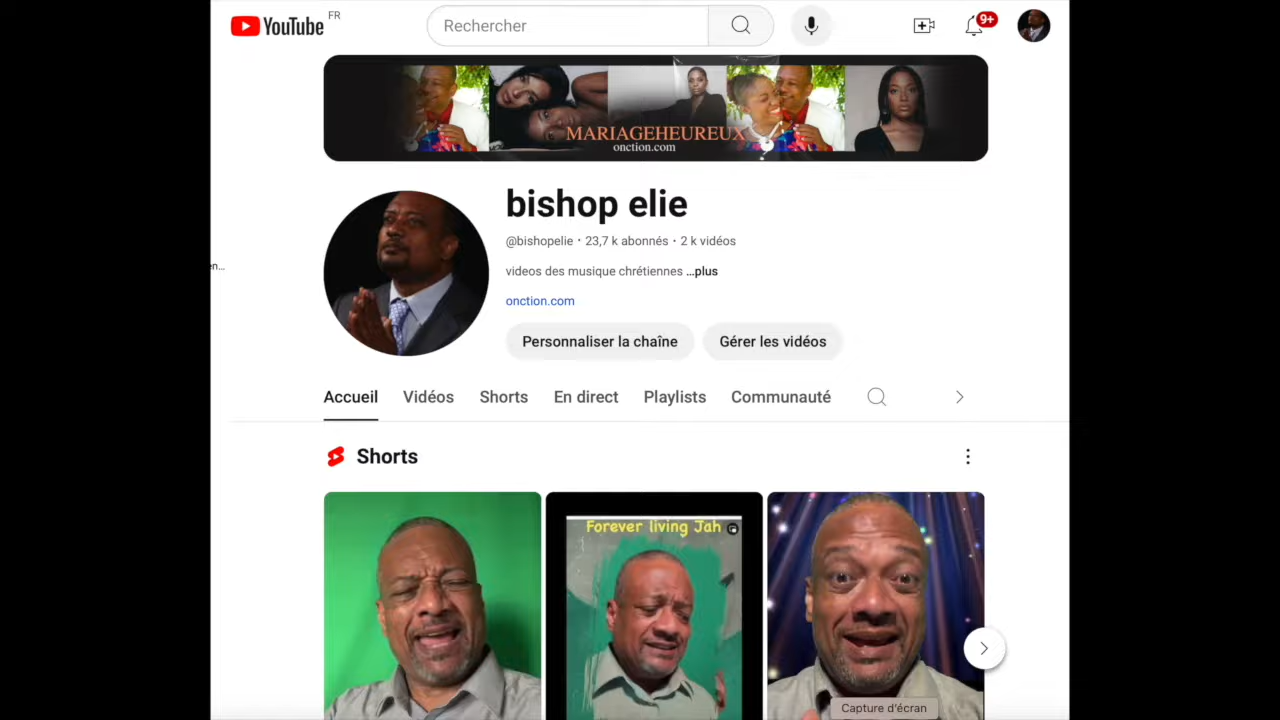 YouTube FR
Rechercher
9+
MARIAGEHEUREUX
onction.com
bishop elie
@bishopelie • 23,7 k abonnés • 2 k vidéos
videos des musique chrétiennes ...plus
en...
onction.com
Personnaliser la chaîne
Gérer les vidéos
Accueil Vidéos Shorts En direct Playlists Communauté
Shorts
Forever living Jah
Capture d'écran